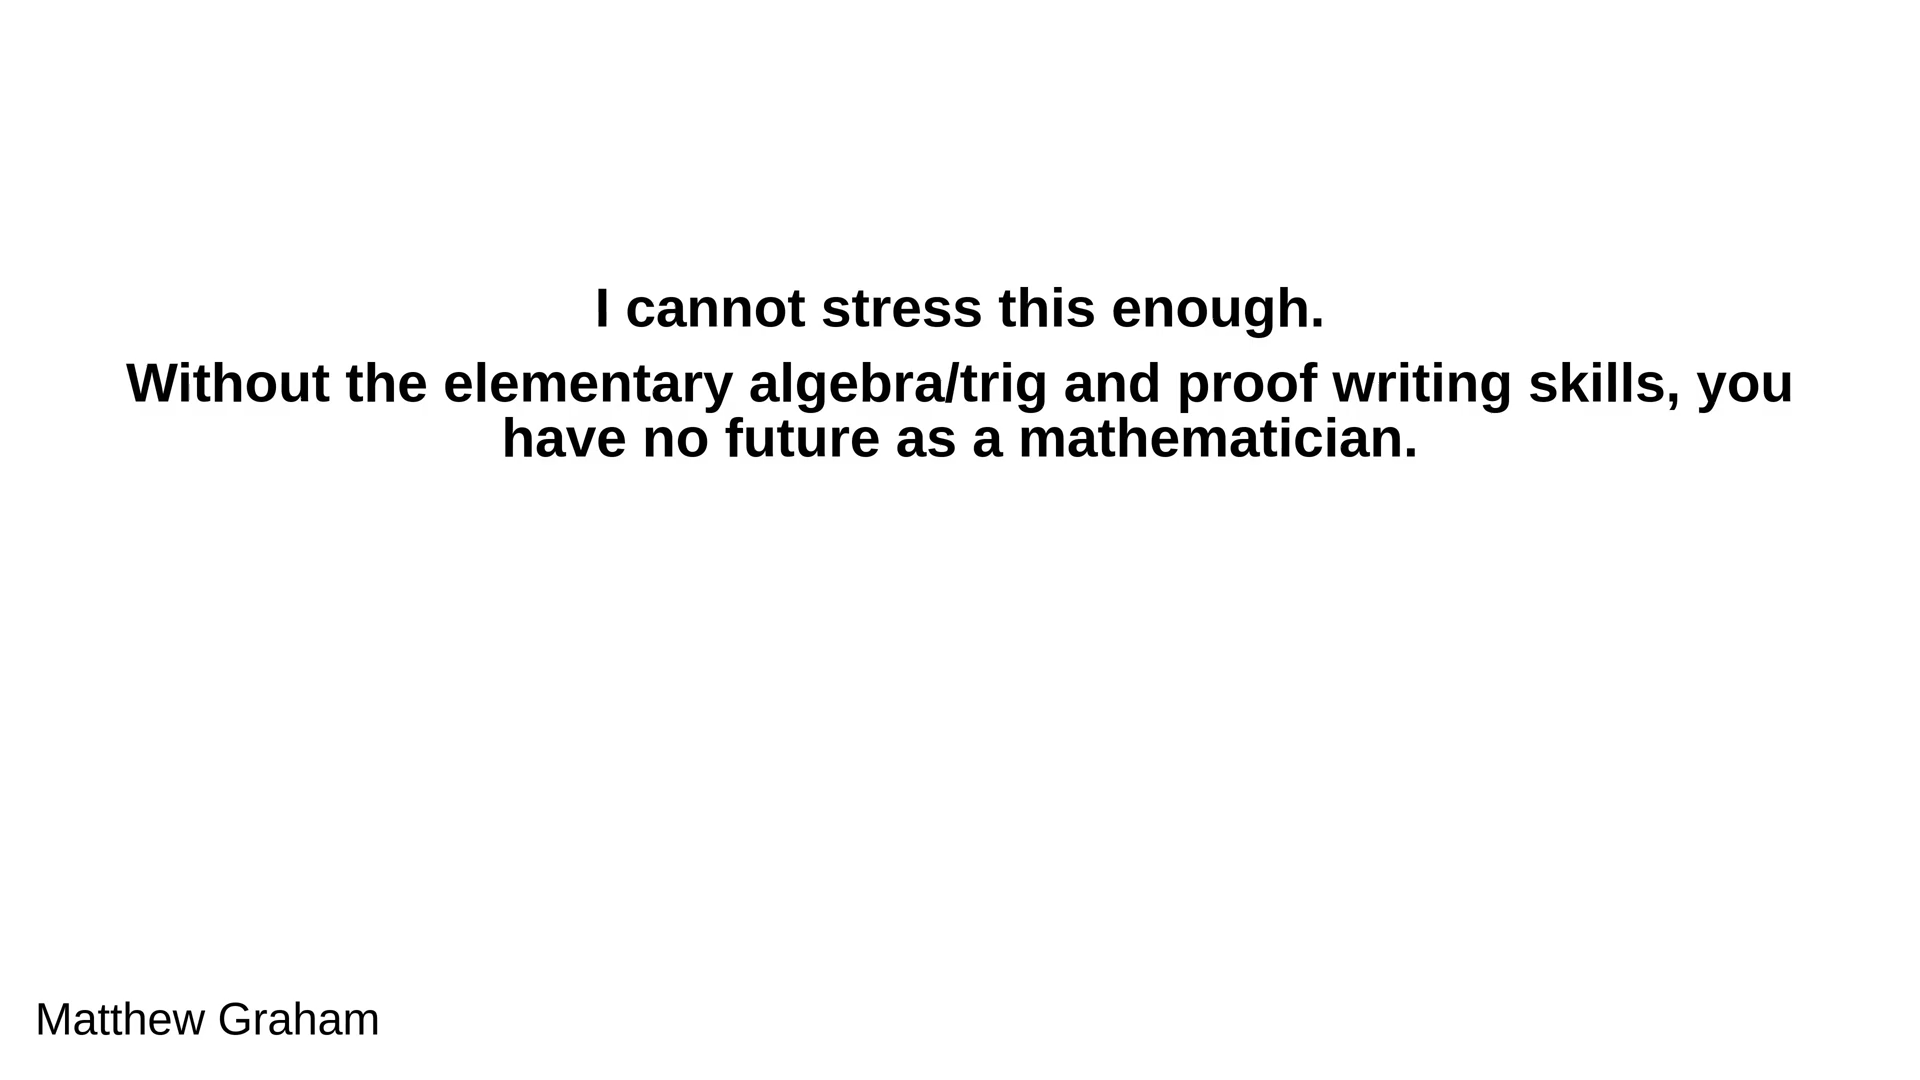 I cannot stress this enough.
Without the elementary algebra/trig and proof writing skills, you
have no future as a mathematician.
Matthew Graham